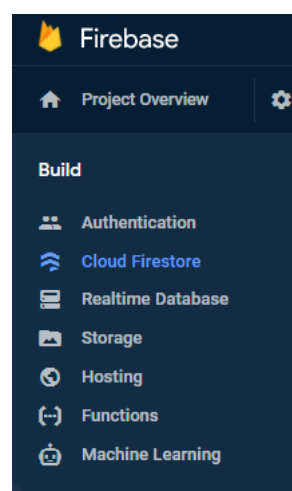 Firebase
Project Overview
Build
Authentication
Cloud Firestore
Realtime Database
Storage
Hosting
Functions
Machine Learning